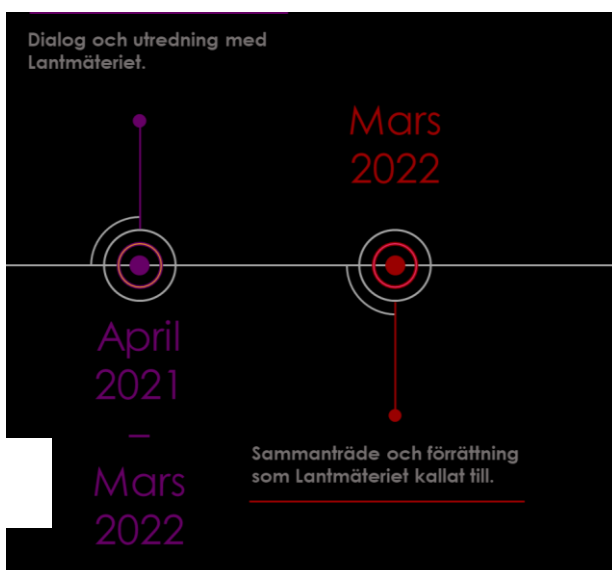 Dialog och utredning med
Lantmäteriet.
April
2021
–
Mars
2022
Mars
2022
Sammanträde och förrättning
som Lantmäteriet kallat till.